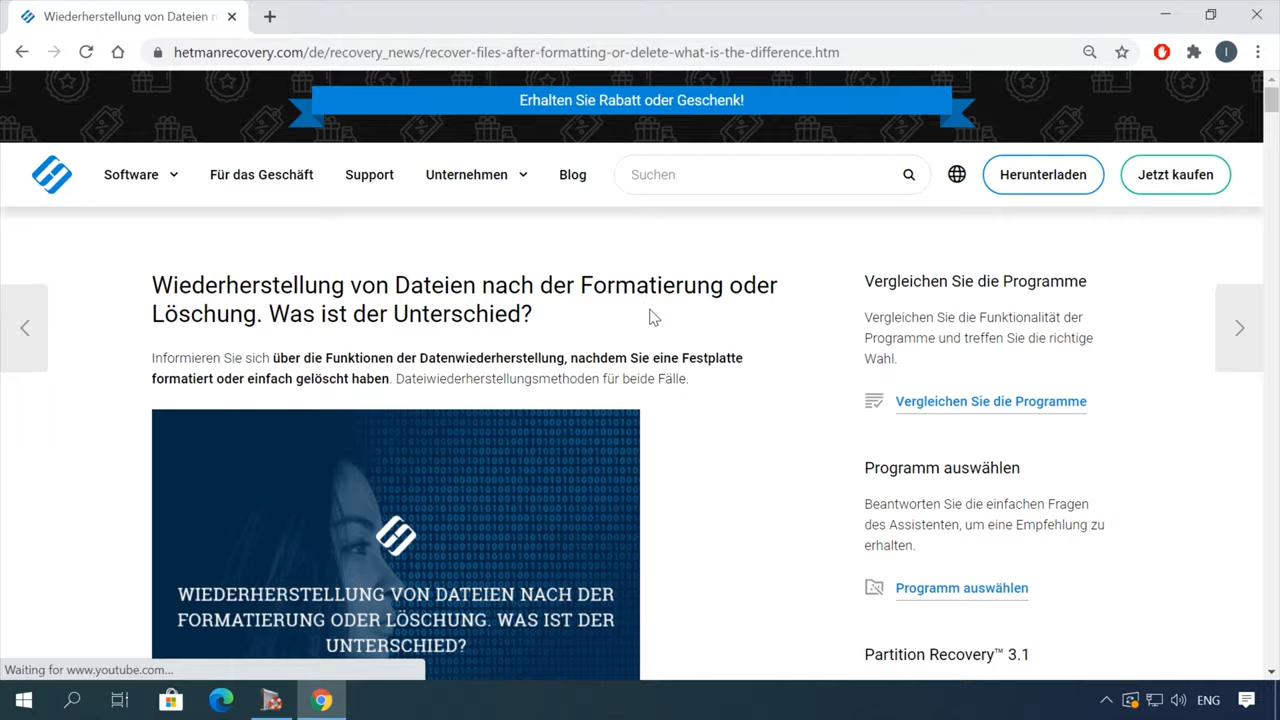 Wiederherstellung von Dateien n
hetmanrecovery.com/de/recovery_news/recover-files-after-formatting-or-delete-what-is-the-difference.htm
I
Erhalten Sie Rabatt oder Geschenk!
Software
Für das Geschäft
Support
Unternehmen
Blog
Suchen
Herunterladen
Jetzt kaufen
Wiederherstellung von Dateien nach der Formatierung oder
Löschung. Was ist der Unterschied?
Informieren Sie sich über die Funktionen der Datenwiederherstellung, nachdem Sie eine Festplatte
formatiert oder einfach gelöscht haben. Dateiwiederherstellungsmethoden für beide Fälle.
WIEDERHERSTELLUNG VON DATEIEN NACH DER
FORMATIERUNG ODER LÖSCHUNG. WAS IST DER
UNTERSCHIED?
Vergleichen Sie die Programme
Vergleichen Sie die Funktionalität der
Programme und treffen Sie die richtige
Wahl.
Vergleichen Sie die Programme
Programm auswählen
Beantworten Sie die einfachen Fragen
des Assistenten, um eine Empfehlung zu
erhalten.
Programm auswählen
Partition Recovery™ 3.1
Waiting for www.youtube.com...
ENG